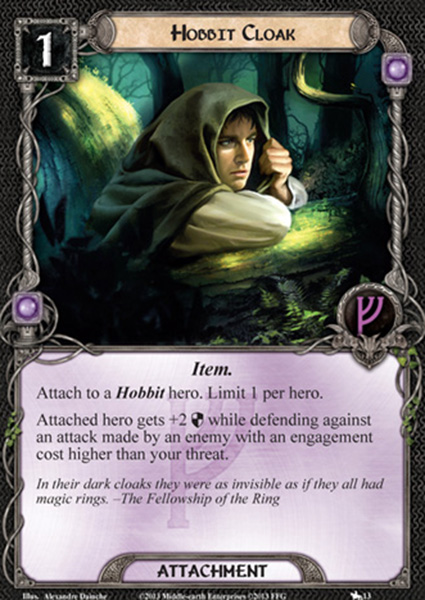 1
HOBBIT CLOAK
Item.
Attach to a Hobbit hero. Limit 1 per hero.
Attached hero gets +2 while defending against
an attack made by an enemy with an engagement
cost higher than your threat.
In their dark cloaks they were as invisible as if they all had
magic rings. –The Fellowship of the Ring
ATTACHMENT
Illus. Alexandre Dainche ©2013 Middle-earth Enterprises ©2013 FFG 13